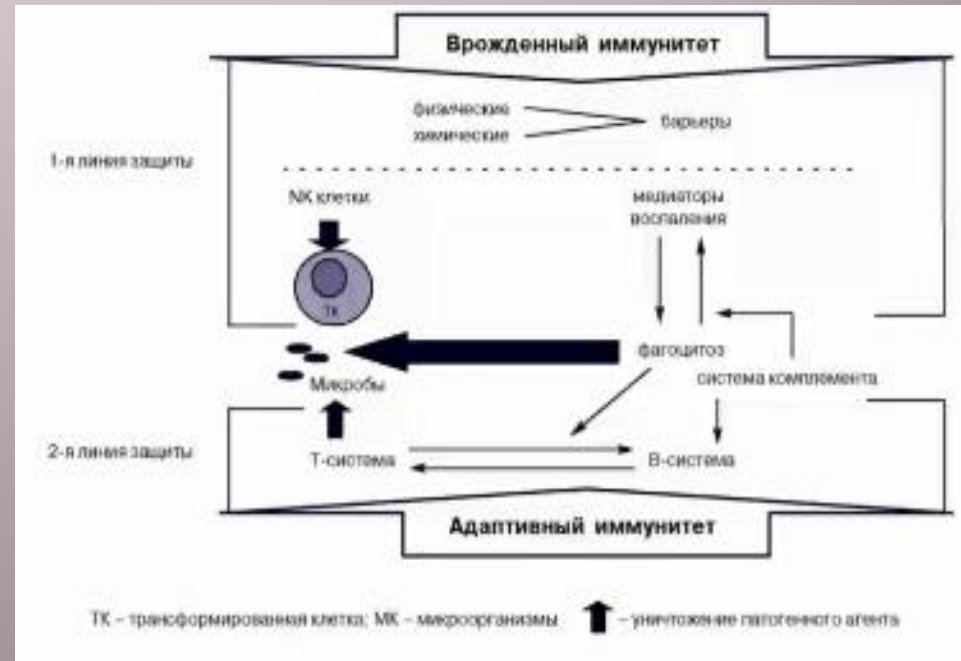 Врожденный иммунитет
физические
химические
барьеры
1-я линия защиты
NK клетки
медиаторы
воспаления
ТК
фагоцитоз
система комплемента
Микробы
2-я линия защиты
Т-система
В-система
Адаптивный иммунитет
ТК – трансформированная клетка; МК – микроорганизмы – уничтожение патогенного агента